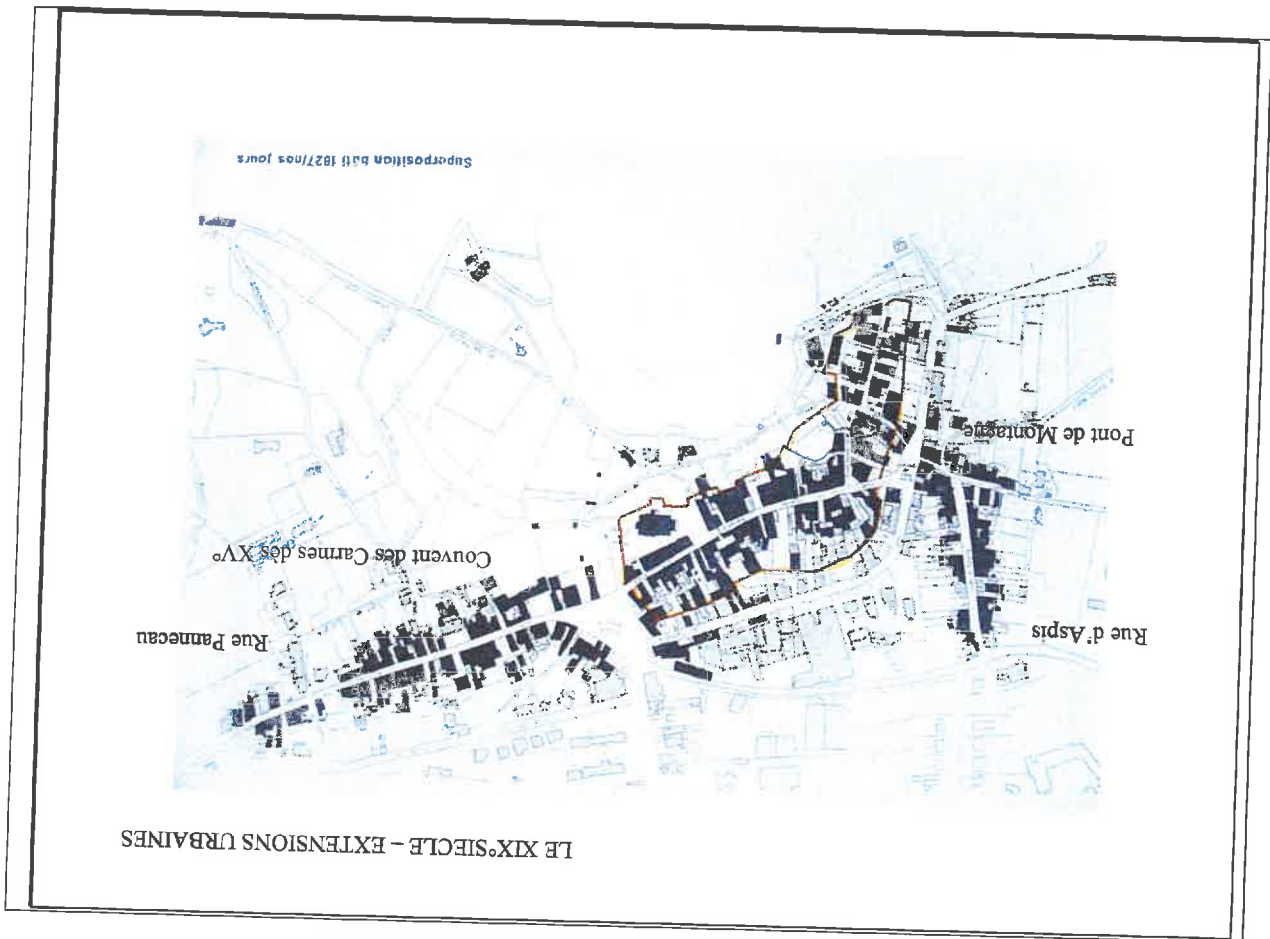 LE XIX°SIECLE – EXTENSIONS URBAINES
Rue d'Aspis
Rue Pannecau
Couvent des Carmes dès XV°
Pont de Montagne
Superposition bâti 1827/nos jours